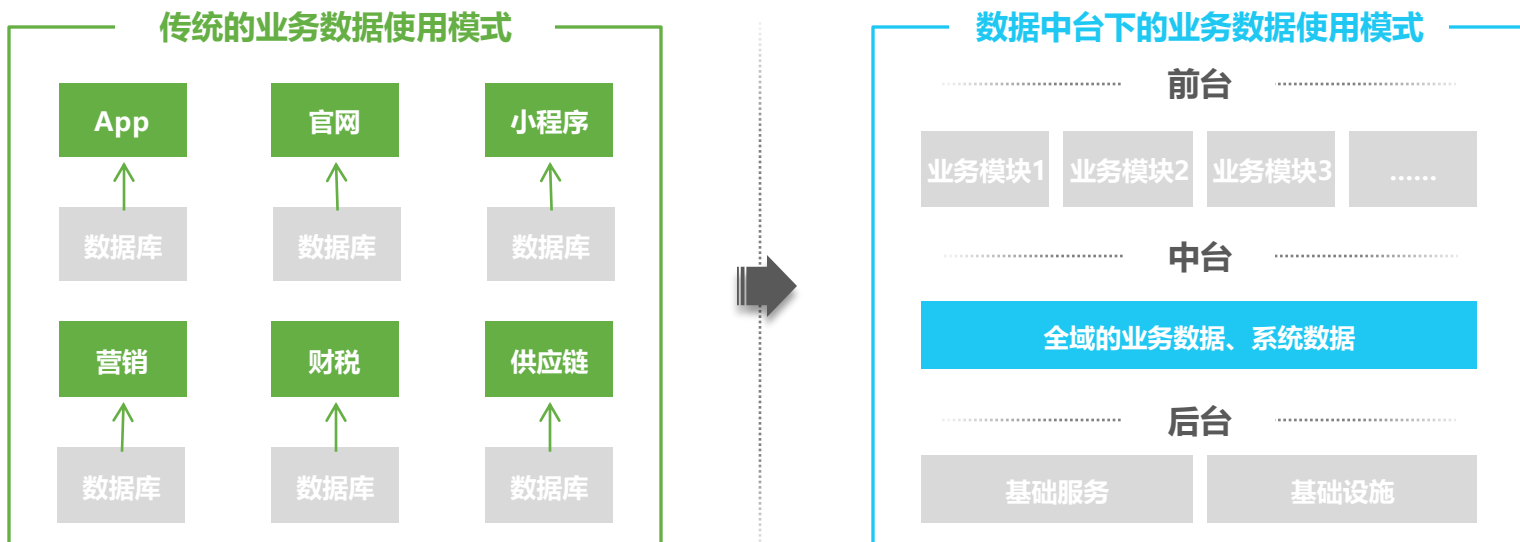 传统的业务数据使用模式
App
官网
小程序
数据库
数据库
数据库
营销
财税
供应链
数据库
数据库
数据库
数据中台下的业务数据使用模式
前台
业务模块1
业务模块2
业务模块3
......
中台
全域的业务数据、系统数据
后台
基础服务
基础设施